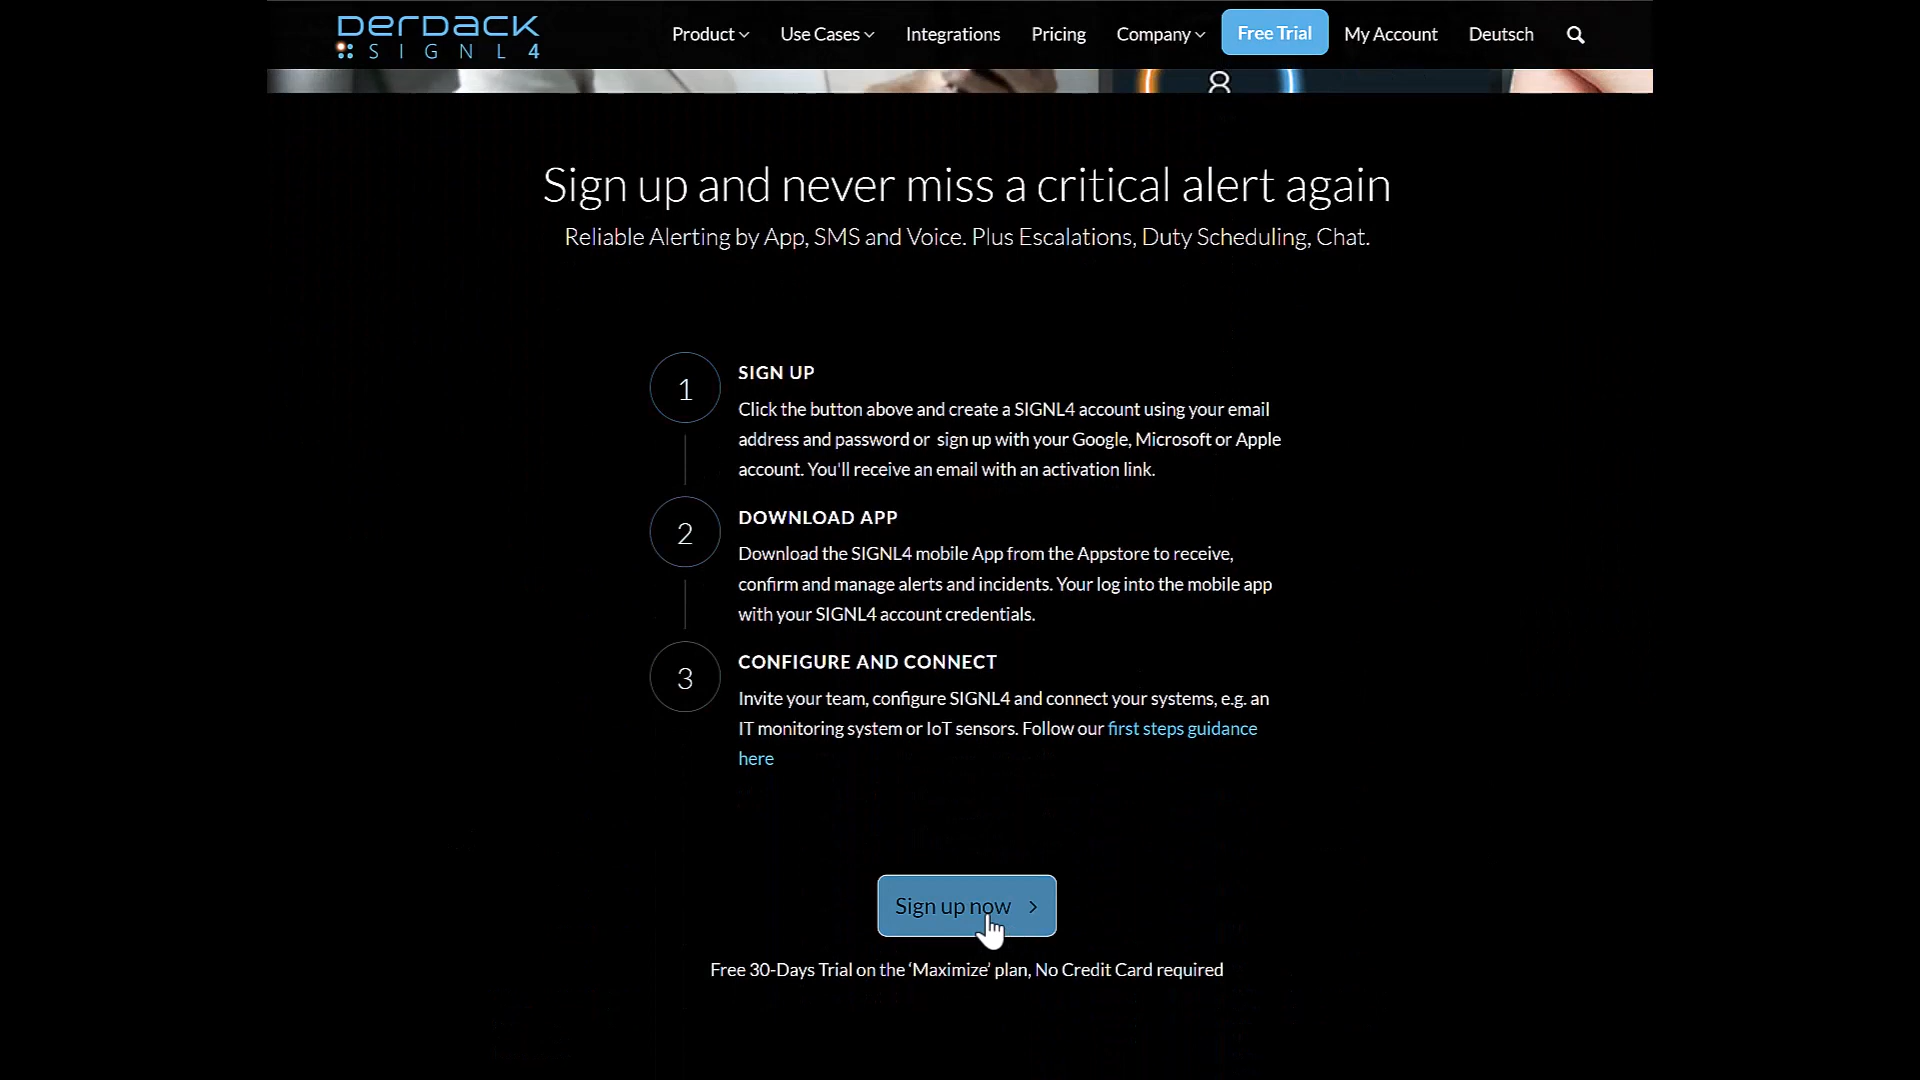 DERDACK
SIGNL4
Product
Use Cases
Integrations
Pricing
Company
Free Trial
My Account
Deutsch
Sign up and never miss a critical alert again
Reliable Alerting by App, SMS and Voice. Plus Escalations, Duty Scheduling, Chat.
1
SIGN UP
Click the button above and create a SIGNL4 account using your email
address and password or sign up with your Google, Microsoft or Apple
account. You'll receive an email with an activation link.
2
DOWNLOAD APP
Download the SIGNL4 mobile App from the Appstore to receive,
confirm and manage alerts and incidents. Your log into the mobile app
with your SIGNL4 account credentials.
3
CONFIGURE AND CONNECT
Invite your team, configure SIGNL4 and connect your systems, e.g. an
IT monitoring system or IoT sensors. Follow our first steps guidance
here
Sign up now
Free 30-Days Trial on the ‘Maximize’ plan, No Credit Card required